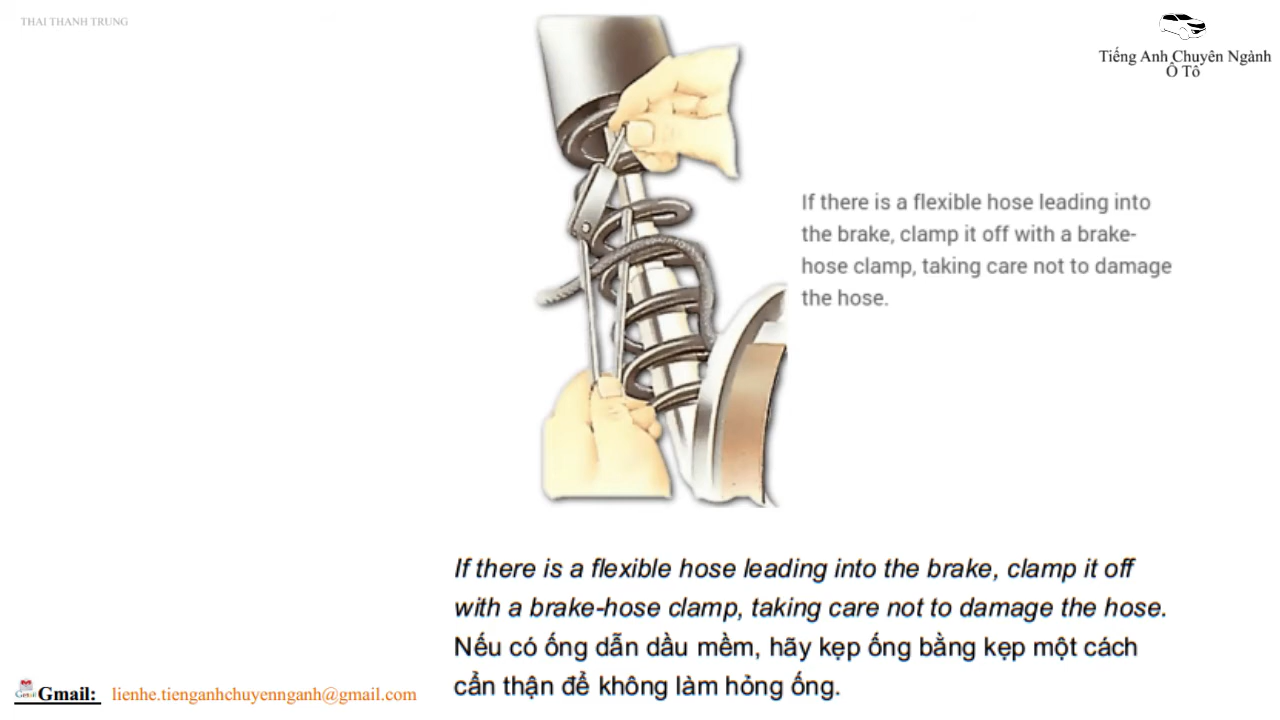 THAI THANH TRUNG
Tiếng Anh Chuyên Ngành
Ô Tô
If there is a flexible hose leading into
the brake, clamp it off with a brake-
hose clamp, taking care not to damage
the hose.
If there is a flexible hose leading into the brake, clamp it off
with a brake-hose clamp, taking care not to damage the hose.
Nếu có ống dẫn dầu mềm, hãy kẹp ống bằng kẹp một cách
cẩn thận để không làm hỏng ống.
Gmail: lienhe.tienganhchuyennganh@gmail.com